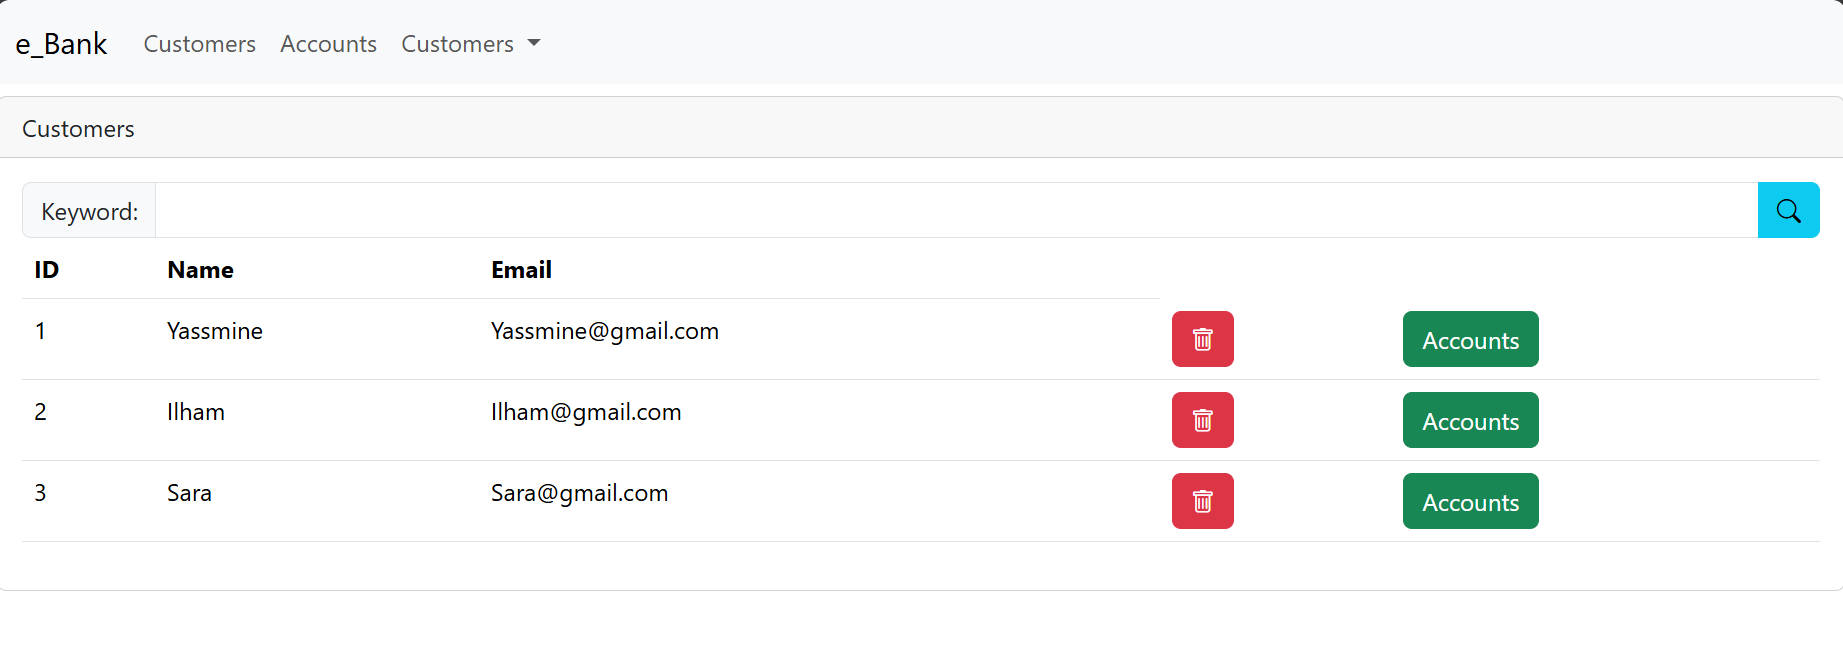 e_Bank Customers Accounts Customers
Customers
Keyword:
ID Name Email
1 Yassmine Yassmine@gmail.com Accounts
2 Ilham Ilham@gmail.com Accounts
3 Sara Sara@gmail.com Accounts